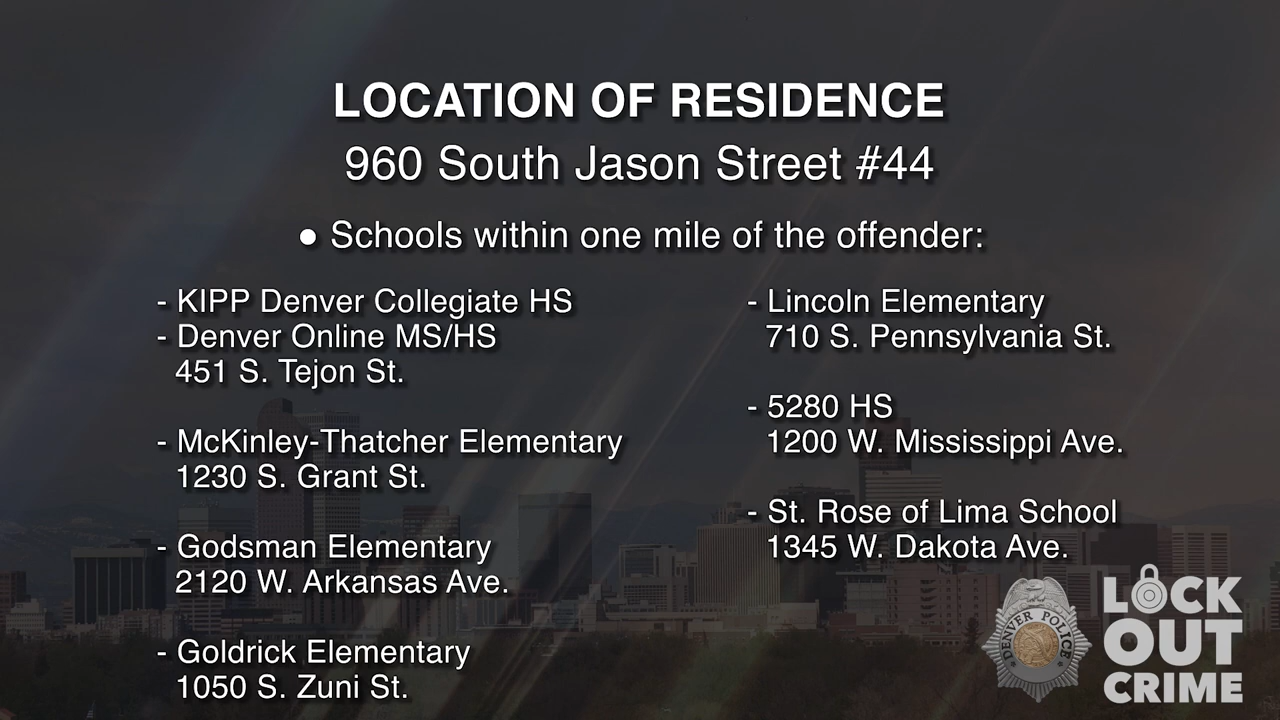 LOCATION OF RESIDENCE
960 South Jason Street #44
● Schools within one mile of the offender:
- KIPP Denver Collegiate HS
- Denver Online MS/HS
451 S. Tejon St.
- McKinley-Thatcher Elementary
1230 S. Grant St.
- Godsman Elementary
2120 W. Arkansas Ave.
- Goldrick Elementary
1050 S. Zuni St.
- Lincoln Elementary
710 S. Pennsylvania St.
- 5280 HS
1200 W. Mississippi Ave.
- St. Rose of Lima School
1345 W. Dakota Ave.
DENVER POLICE
LOCK
OUT
CRIME